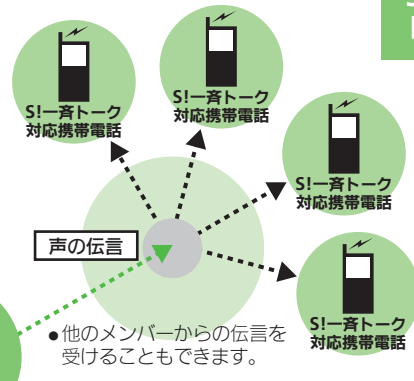 S!一斉トーク
対応携帯電話
S!一斉トーク
対応携帯電話
S!一斉トーク
対応携帯電話
声の伝言
S!一斉トーク
対応携帯電話
●他のメンバーからの伝言を
受けることもできます。